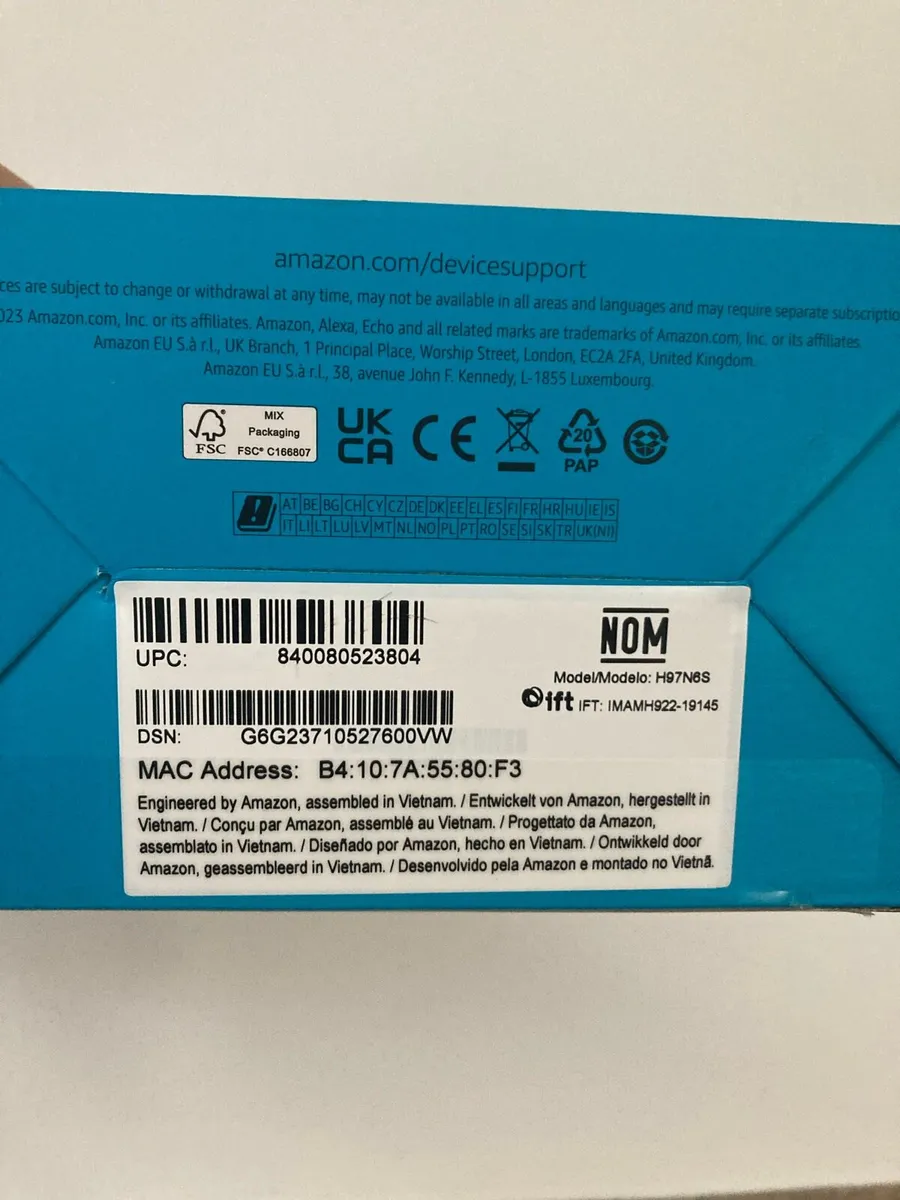 amazon.com/devicesupport
ces are subject to change or withdrawal at any time, may not be available in all areas and languages and may require separate subscriptio
023 Amazon.com, Inc. or its affiliates. Amazon, Alexa, Echo and all related marks are trademarks of Amazon.com, Inc. or its affiliates.
Amazon EU S.à r.l., UK Branch, 1 Principal Place, Worship Street, London, EC2A 2FA, United Kingdom.
Amazon EU S.à r.l., 38, avenue John F. Kennedy, L-1855 Luxembourg.
FSC
MIX
Packaging
FSC® C166807
UK
CA
CE
20
PAP
AT BE BG CH CY CZ DE DK EE EL ES FI FR HR HU IE IS
IT LI LT LU LV MT NL NO PL PT RO SE SI SK TR UK(NI)
UPC: 840080523804
NOM
Model/Modelo: H97N6S
ift IFT: IMAMH922-19145
DSN: G6G23710527600VW
MAC Address: B4:10:7A:55:80:F3
Engineered by Amazon, assembled in Vietnam. / Entwickelt von Amazon, hergestellt in
Vietnam. / Conçu par Amazon, assemblé au Vietnam. / Progettato da Amazon,
assemblato in Vietnam. / Diseñado por Amazon, hecho en Vietnam. / Ontwikkeld door
Amazon, geassembleerd in Vietnam. / Desenvolvido pela Amazon e montado no Vietnã.